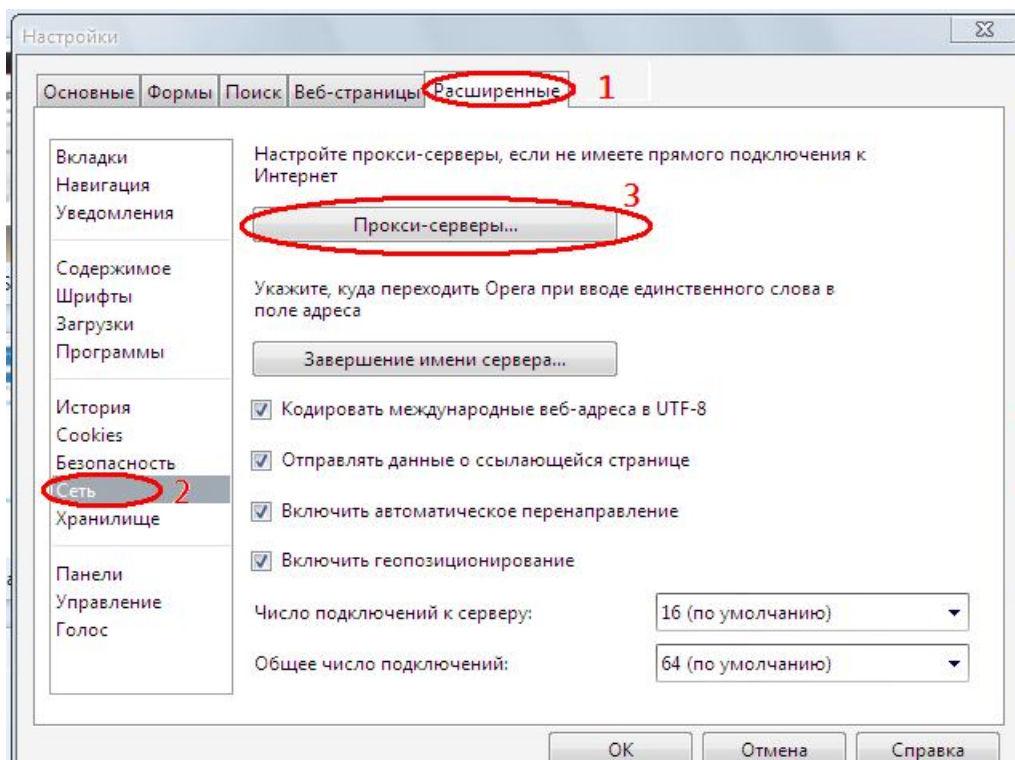 Настройки
Основные Формы Поиск Веб-страницы Расширенные 1
Вкладки
Навигация
Уведомления
Содержимое
Шрифты
Загрузки
Программы
История
Cookies
Безопасность
Сеть 2
Хранилище
Панели
Управление
Голос
Настройте прокси-серверы, если не имеете прямого подключения к
Интернет
3
Прокси-серверы...
Укажите, куда переходить Opera при вводе единственного слова в
поле адреса
Завершение имени сервера...
Кодировать международные веб-адреса в UTF-8
Отправлять данные о ссылающейся странице
Включить автоматическое перенаправление
Включить геопозиционирование
Число подключений к серверу: 16 (по умолчанию)
Общее число подключений: 64 (по умолчанию)
OK Отмена Справка